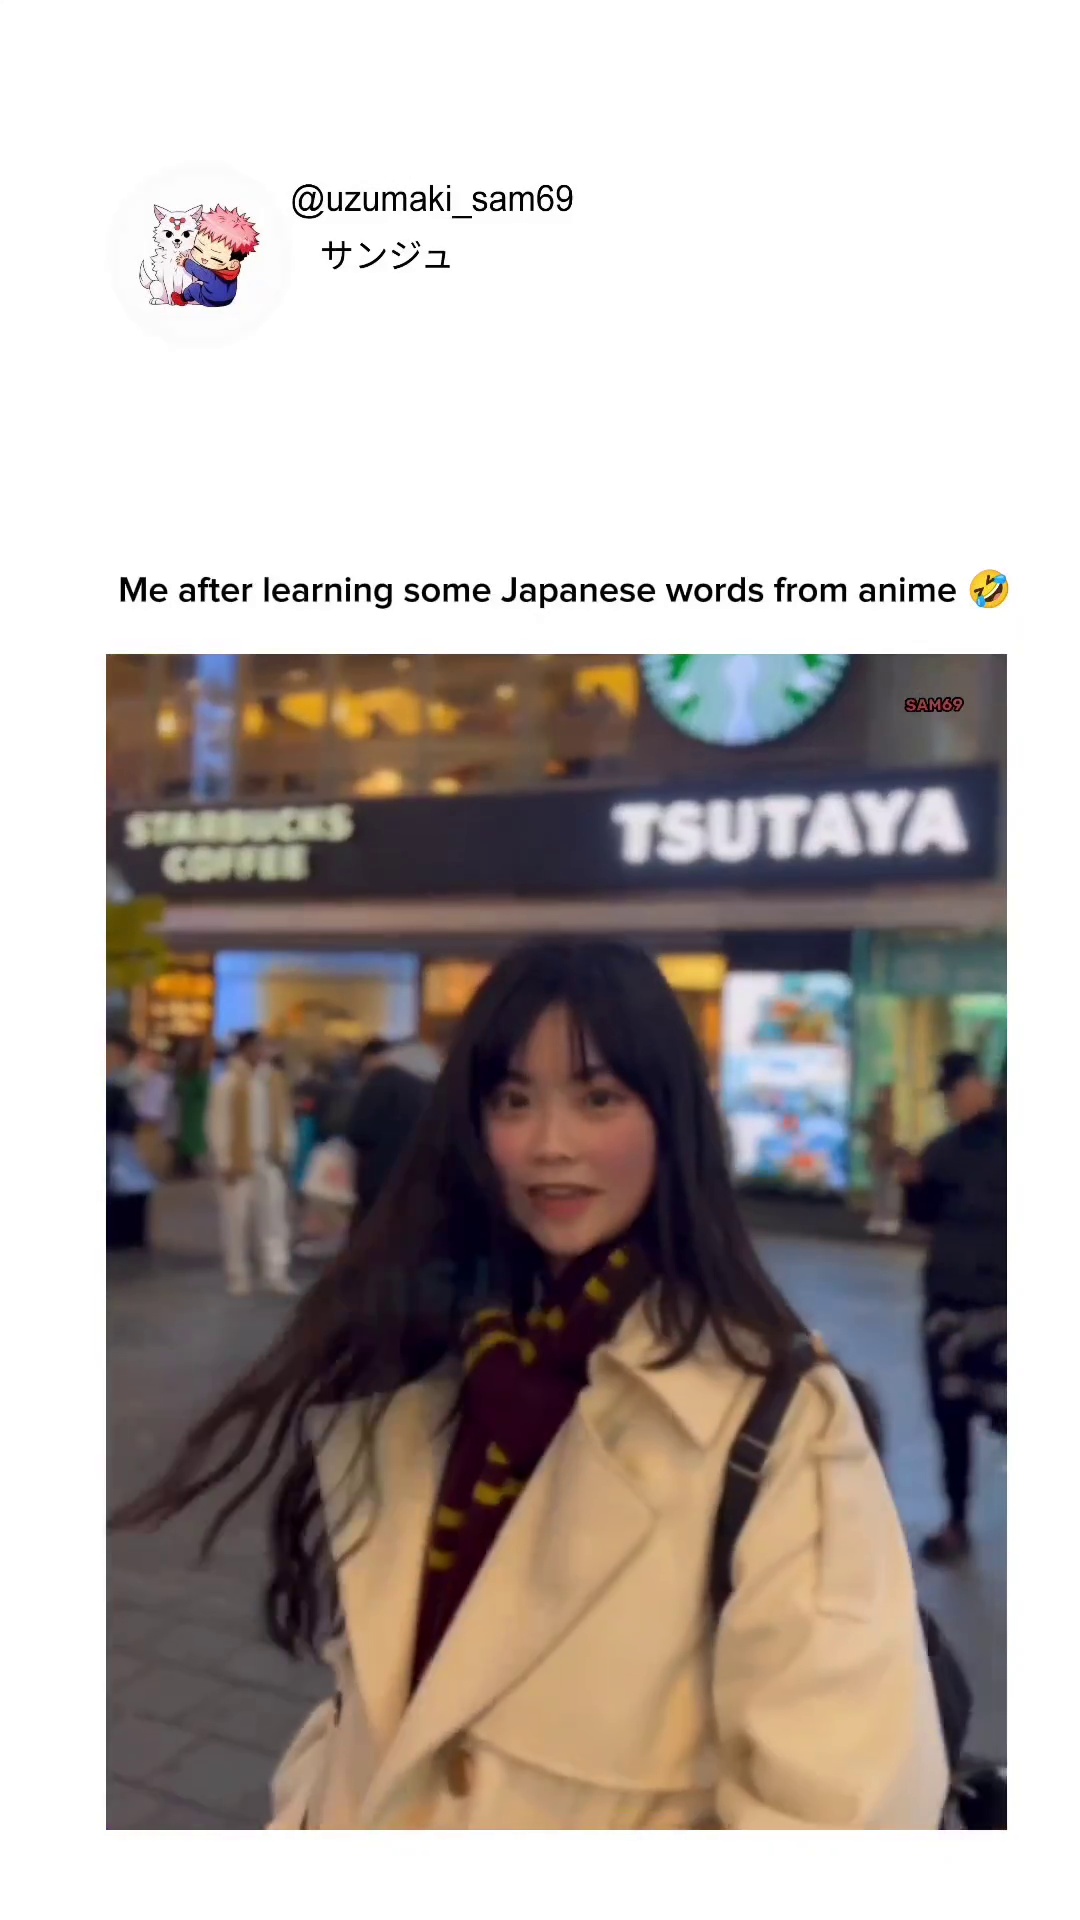 @uzumaki_sam69
サンジュ
Me after learning some Japanese words from anime 🤣
SAM69
STARBUCKS
COFFEE
TSUTAYA